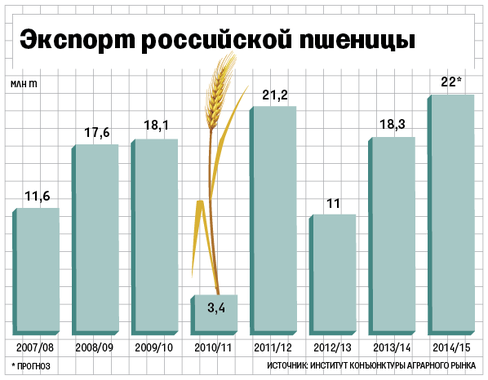 Экспорт российской пшеницы
млн т
11,6
17,6
18,1
3,4
21,2
11
18,3
22*
2007/08 2008/09 2009/10 2010/11 2011/12 2012/13 2013/14 2014/15
* ПРОГНОЗ
ИСТОЧНИК: ИНСТИТУТ КОНЪЮНКТУРЫ АГРАРНОГО РЫНКА